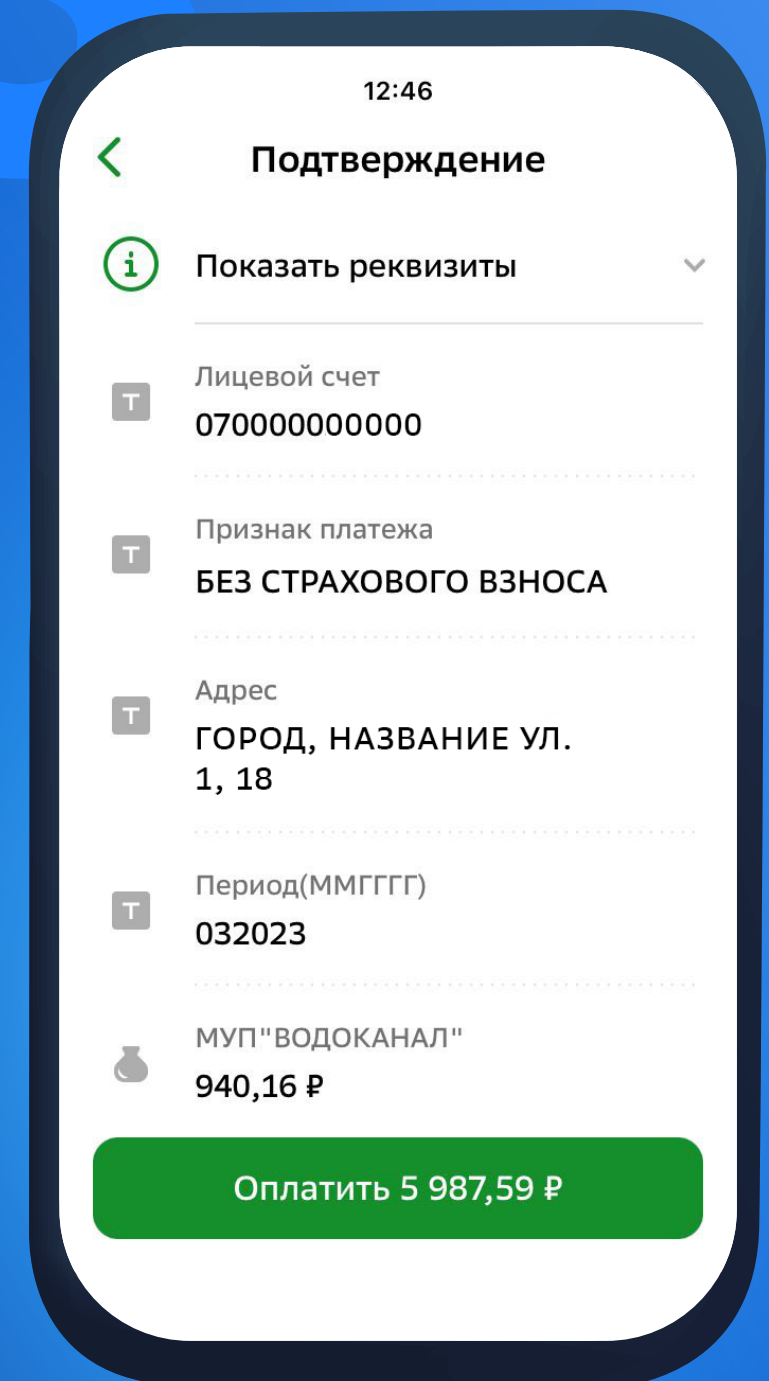 12:46
Подтверждение
Показать реквизиты
Лицевой счет
070000000000
Признак платежа
БЕЗ СТРАХОВОГО ВЗНОСА
Адрес
ГОРОД, НАЗВАНИЕ УЛ.
1, 18
Период(ММГГГГ)
032023
МУП"ВОДОКАНАЛ"
940,16 ₽
Оплатить 5 987,59 ₽